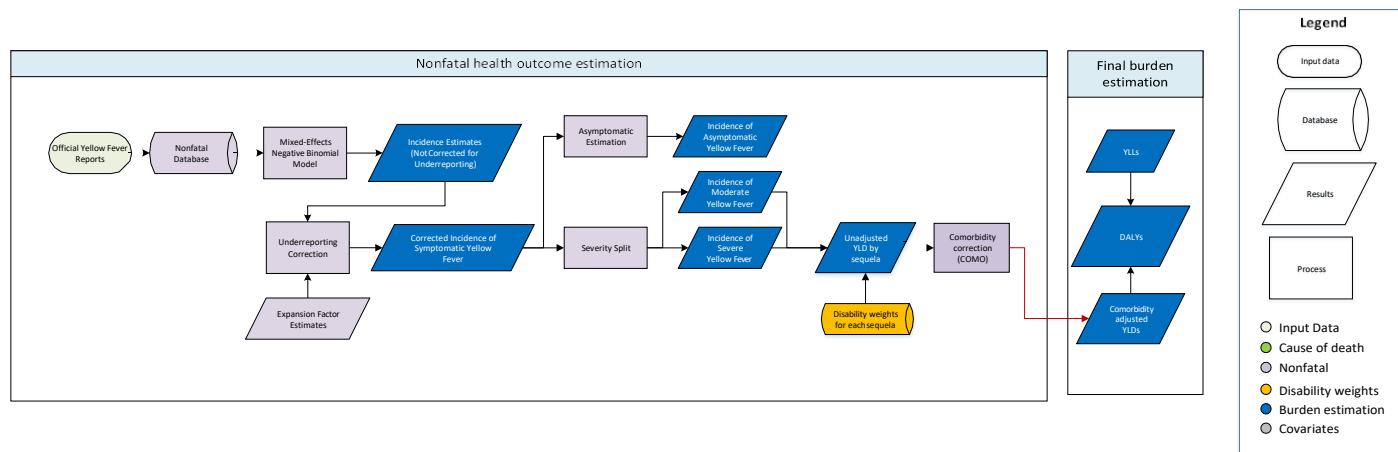 Nonfatal health outcome estimation
Official Yellow Fever
Reports
Nonfatal
Database
Mixed-Effects
Negative Binomial
Model
Incidence Estimates
(Not Corrected for
Underreporting)
Asymptomatic
Estimation
Incidence of
Asymptomatic
Yellow Fever
Incidence of
Moderate
Yellow Fever
Underreporting
Correction
Corrected Incidence of
Symptomatic Yellow
Fever
Severity Split
Incidence of
Severe
Yellow Fever
Unadjusted
YLD by
sequela
Comorbidity
correction
(COMO)
Expansion Factor
Estimates
Disability weights
for each sequela
Final burden
estimation
YLLs
DALYs
Comorbidity
adjusted
YLDs
Legend
Input data
Database
Results
Process
Input Data
Cause of death
Nonfatal
Disability weights
Burden estimation
Covariates